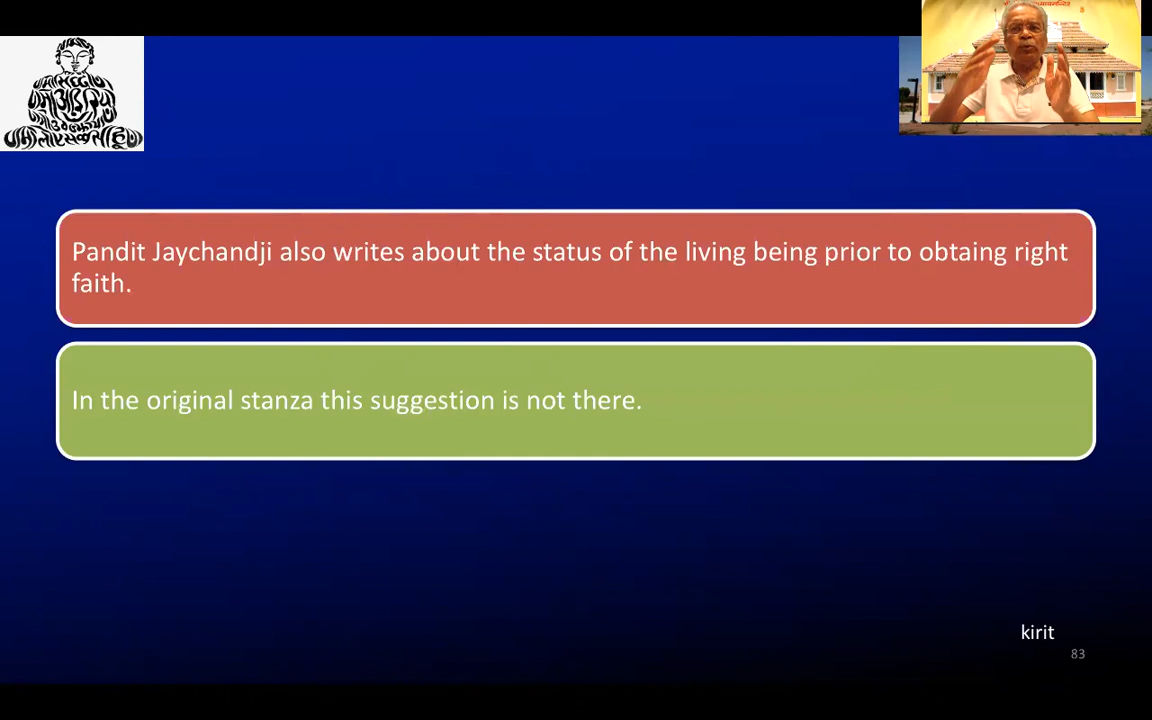 Pandit Jaychandji also writes about the status of the living being prior to obtaing right
faith.
In the original stanza this suggestion is not there.
kirit
83